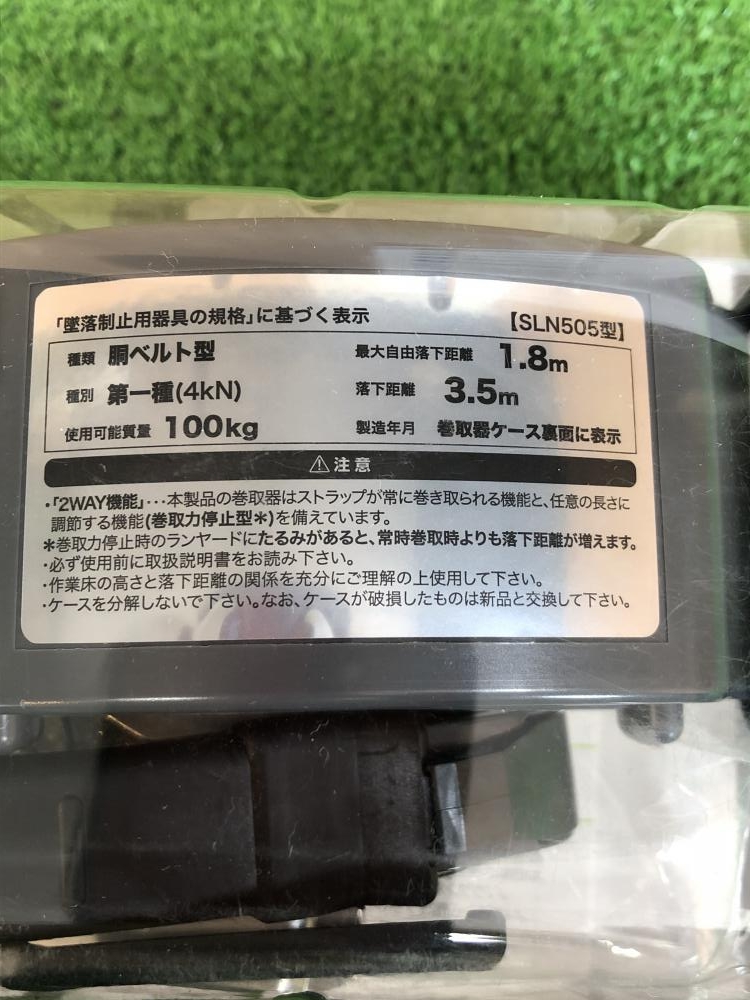 「墜落制止用器具の規格」に基づく表示
【SLN505型】
種類 胴ベルト型 最大自由落下距離 1.8m
種別 第一種(4kN) 落下距離 3.5m
使用可能質量 100kg 製造年月 巻取器ケース裏面に表示
⚠注意
・「2WAY機能」・・・本製品の巻取器はストラップが常に巻き取られる機能と、任意の長さに
調節する機能(巻取力停止型＊)を備えています。
＊巻取力停止時のランヤードにたるみがあると、常時巻取時よりも落下距離が増えます。
・必ず使用前に取扱説明書をお読み下さい。
・作業床の高さと落下距離の関係を充分にご理解の上使用して下さい。
・ケースを分解しないで下さい。なお、ケースが破損したものは新品と交換して下さい。